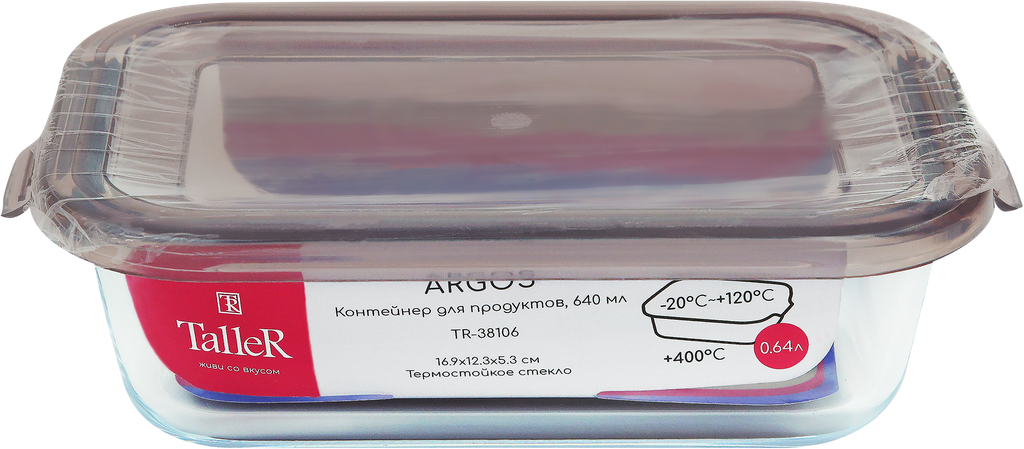 ARGOS
Контейнер для продуктов, 640 мл
TR-38106
16.9x12.3x5.3 см
Термостойкое стекло
TR
TalleR
живи со вкусом
-20°C~+120°C
+400°C
0.64л